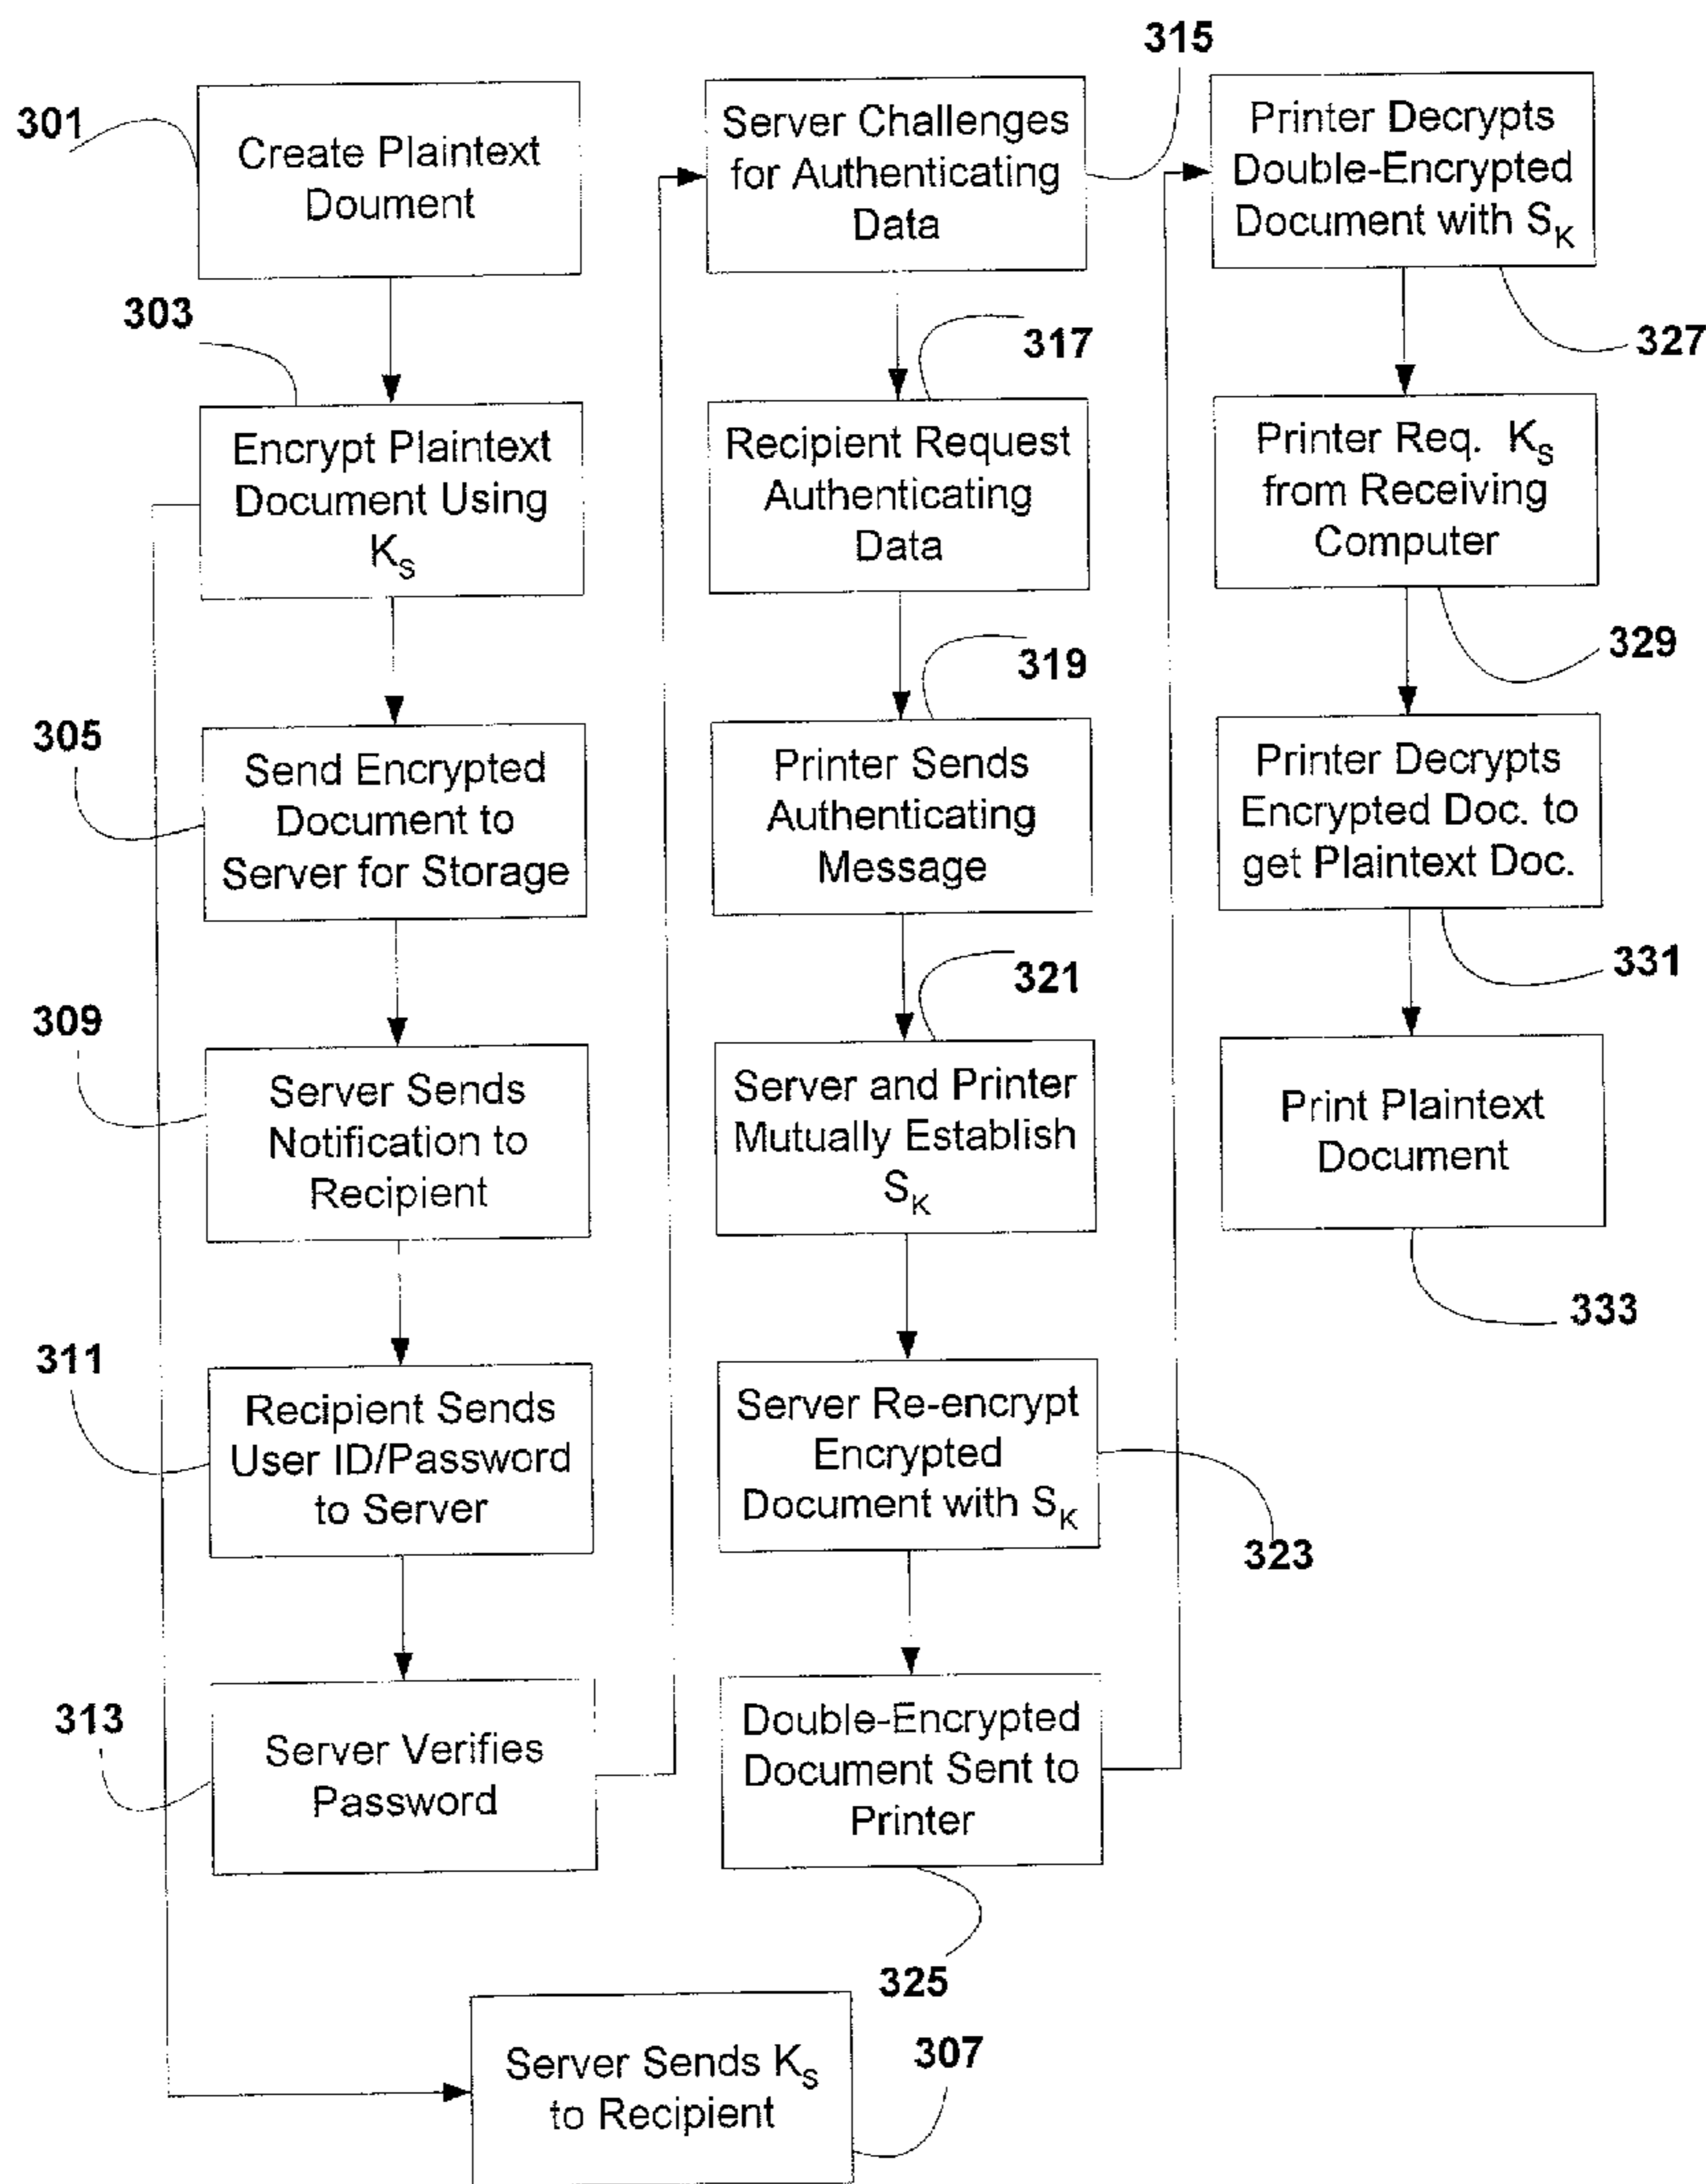 301
Create Plaintext
Doument
303
Encrypt Plaintext
Document Using
KS
305
Send Encrypted
Document to
Server for Storage
309
Server Sends
Notification to
Recipient
311
Recipient Sends
User ID/Password
to Server
313
Server Verifies
Password
315
Server Challenges
for Authenticating
Data
317
Recipient Request
Authenticating
Data
319
Printer Sends
Authenticating
Message
321
Server and Printer
Mutually Establish
SK
Server Re-encrypt
Encrypted
Document with SK
323
Double-Encrypted
Document Sent to
Printer
325
Printer Decrypts
Double-Encrypted
Document with SK
327
Printer Req. KS
from Receiving
Computer
329
Printer Decrypts
Encrypted Doc. to
get Plaintext Doc.
331
Print Plaintext
Document
333
Server Sends KS
to Recipient
307